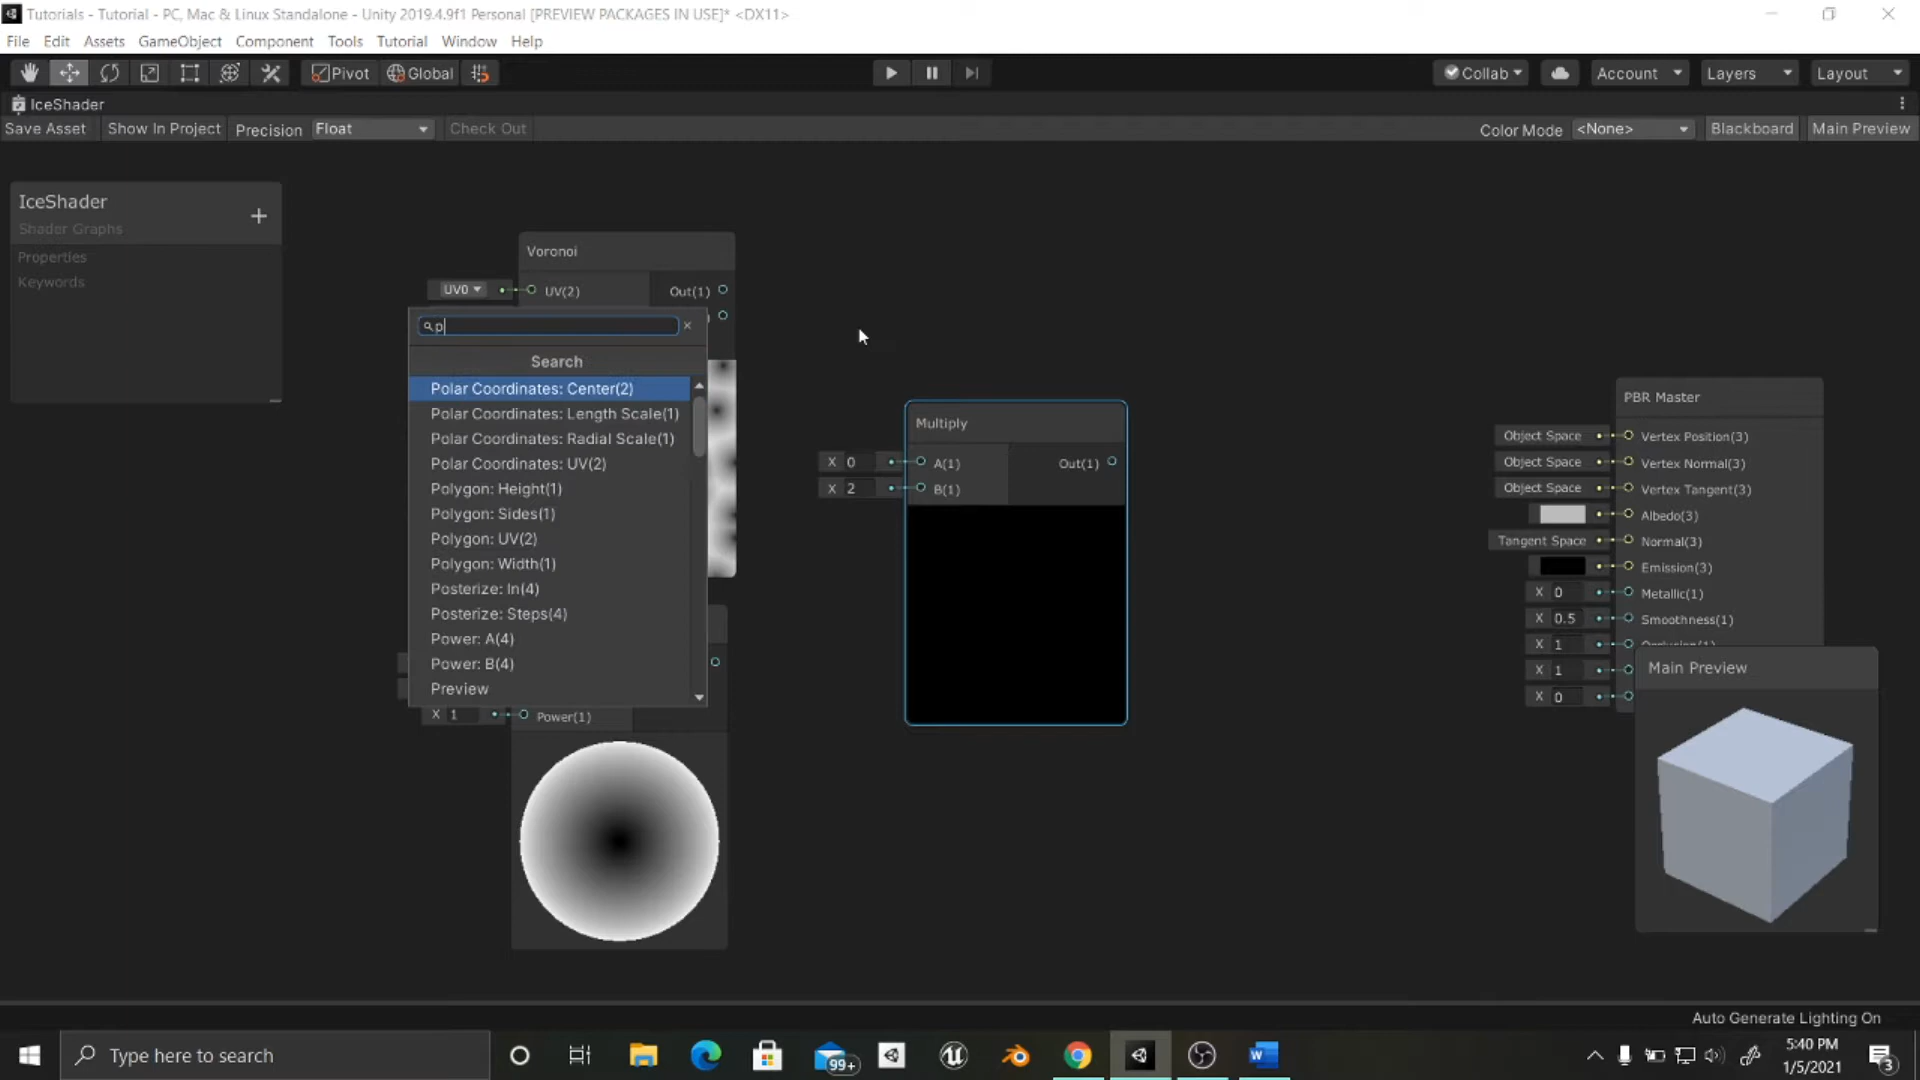 Tutorials - Tutorial - PC, Mac & Linux Standalone - Unity 2019.4.9f1 Personal [PREVIEW PACKAGES IN USE]* <DX11>
File Edit Assets GameObject Component Tools Tutorial Window Help
Pivot Global Collab Account Layers Layout
IceShader
Save Asset Show In Project Precision Float Check Out Color Mode <None> Blackboard Main Preview
IceShader
Shader Graphs
Properties
Keywords
Voronoi
UV0 UV(2) Out(1)
p
Search
Polar Coordinates: Center(2)
Polar Coordinates: Length Scale(1)
Polar Coordinates: Radial Scale(1)
Polar Coordinates: UV(2)
Polygon: Height(1)
Polygon: Sides(1)
Polygon: UV(2)
Polygon: Width(1)
Posterize: In(4)
Posterize: Steps(4)
Power: A(4)
Power: B(4)
Preview
X 1 Power(1)
Multiply
X 0 A(1) Out(1)
X 2 B(1)
PBR Master
Object Space Vertex Position(3)
Object Space Vertex Normal(3)
Object Space Vertex Tangent(3)
Albedo(3)
Tangent Space Normal(3)
Emission(3)
X 0 Metallic(1)
X 0.5 Smoothness(1)
X 1 Occlusion(1)
X 1
X 0
Main Preview
Auto Generate Lighting On
Type here to search
99+
5:40 PM
1/5/2021
3